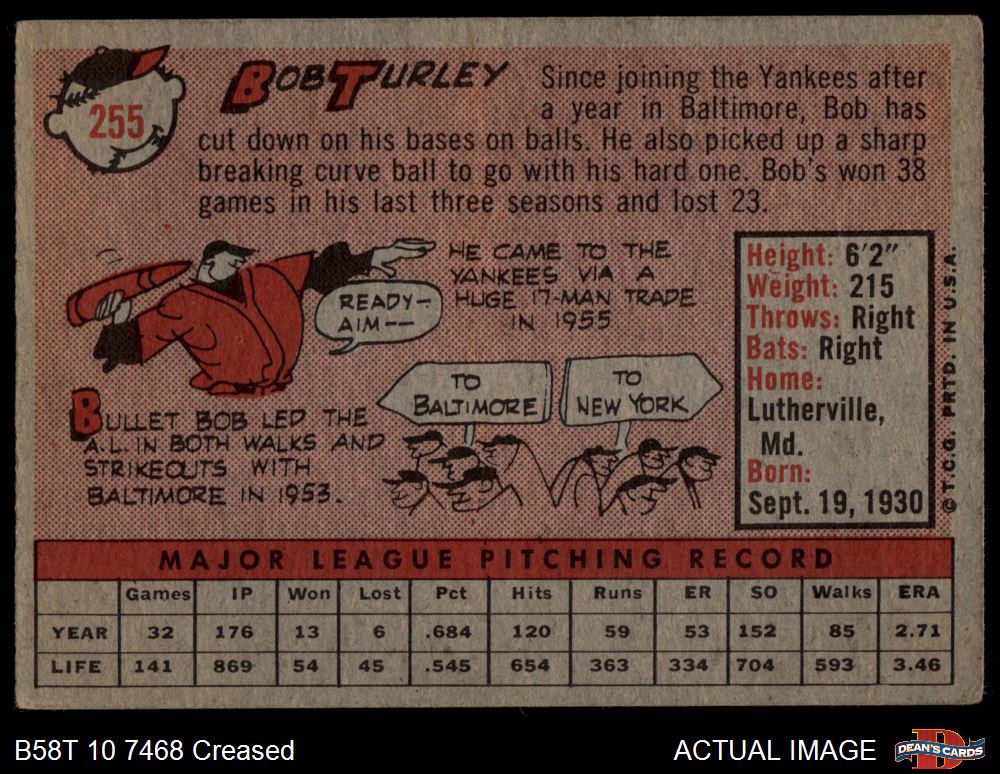 255
BOB TURLEY
Since joining the Yankees after
a year in Baltimore, Bob has
cut down on his bases on balls. He also picked up a sharp
breaking curve ball to go with his hard one. Bob's won 38
games in his last three seasons and lost 23.
HE CAME TO THE
YANKEES VIA A
HUGE 17-MAN TRADE
IN 1955
READY-
AIM--
TO
BALTIMORE
TO
NEW YORK
BULLET BOB LED THE
A.L. IN BOTH WALKS AND
STRIKEOUTS WITH
BALTIMORE IN 1953.
Height: 6'2"
Weight: 215
Throws: Right
Bats: Right
Home:
Lutherville,
Md.
Born:
Sept. 19, 1930
© T.C.G. PRTD. IN U.S.A.
MAJOR LEAGUE PITCHING RECORD
Games IP Won Lost Pct Hits Runs ER SO Walks ERA
YEAR 32 176 13 6 .684 120 59 53 152 85 2.71
LIFE 141 869 54 45 .545 654 363 334 704 593 3.46
B58T 10 7468 Creased
ACTUAL IMAGE
D
DEAN'S CARDS